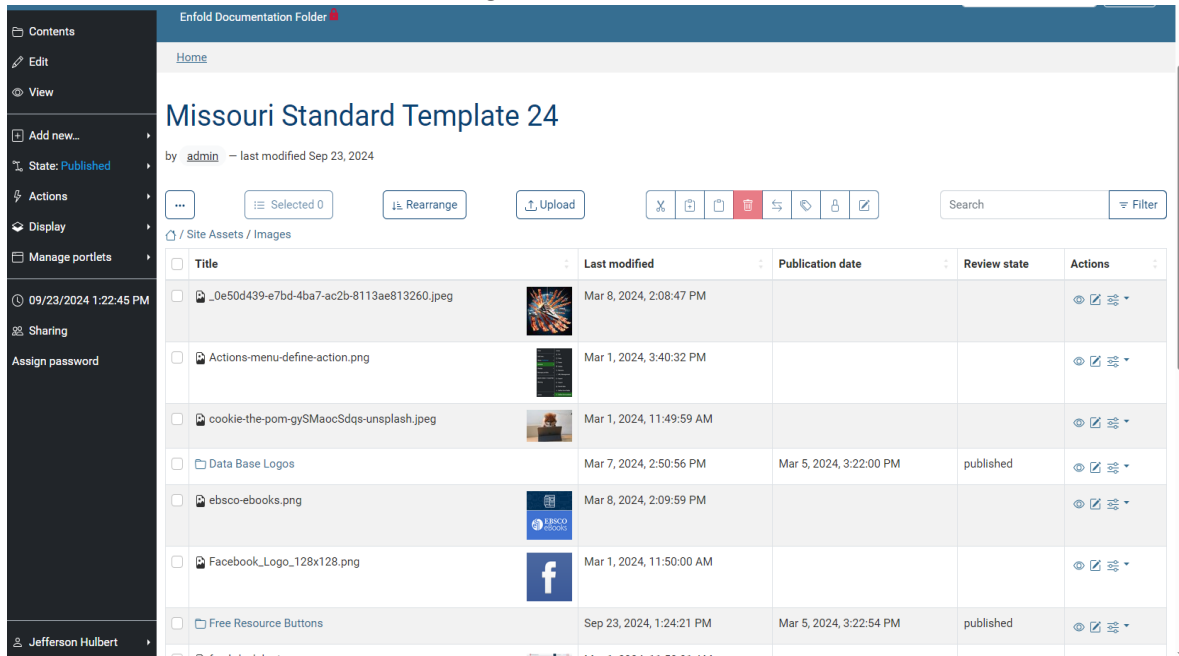 Enfold Documentation Folder
Contents
Edit
View
Add new...
State: Published
Actions
Display
Manage portlets
09/23/2024 1:22:45 PM
Sharing
Assign password
Jefferson Hulbert
Home
Missouri Standard Template 24
by admin — last modified Sep 23, 2024
... Selected 0 Rearrange Upload Search Filter
/ Site Assets / Images
Title Last modified Publication date Review state Actions
_0e50d439-e7bd-4ba7-ac2b-8113ae813260.jpeg Mar 8, 2024, 2:08:47 PM
Actions-menu-define-action.png Mar 1, 2024, 3:40:32 PM
cookie-the-pom-gySMaocSdqs-unsplash.jpeg Mar 1, 2024, 11:49:59 AM
Data Base Logos Mar 7, 2024, 2:50:56 PM Mar 5, 2024, 3:22:00 PM published
ebsco-ebooks.png Mar 8, 2024, 2:09:59 PM
EBSCO
eBooks
Facebook_Logo_128x128.png Mar 1, 2024, 11:50:00 AM
Free Resource Buttons Sep 23, 2024, 1:24:21 PM Mar 5, 2024, 3:22:54 PM published